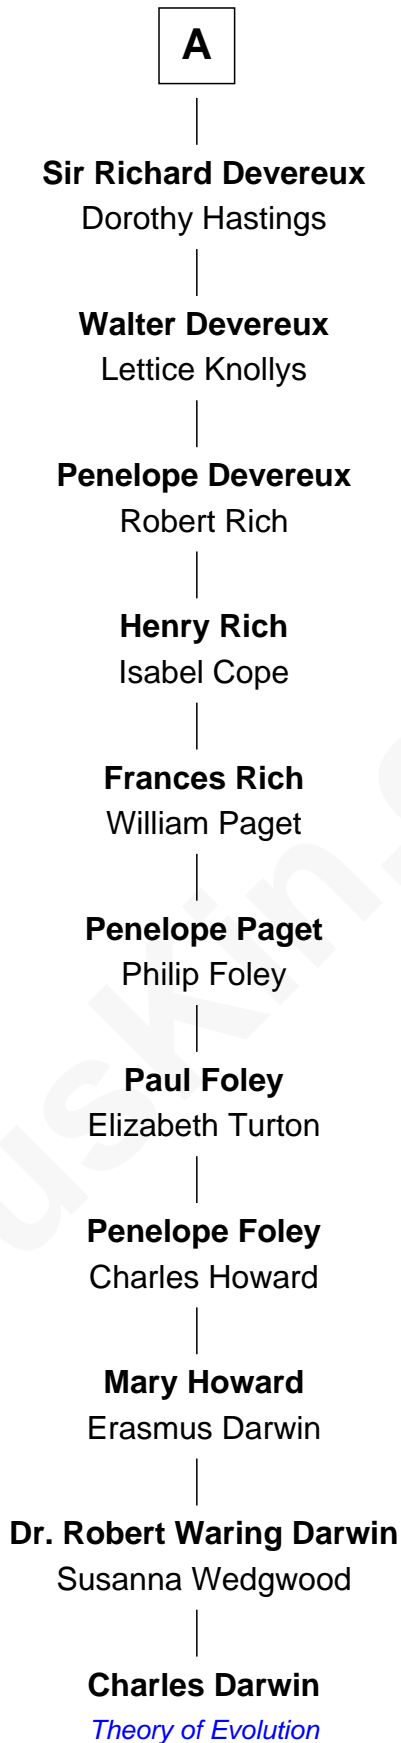 A
Sir Richard Devereux
Dorothy Hastings
Walter Devereux
Lettice Knollys
Penelope Devereux
Robert Rich
Henry Rich
Isabel Cope
Frances Rich
William Paget
Penelope Paget
Philip Foley
Paul Foley
Elizabeth Turton
Penelope Foley
Charles Howard
Mary Howard
Erasmus Darwin
Dr. Robert Waring Darwin
Susanna Wedgwood
Charles Darwin
Theory of Evolution